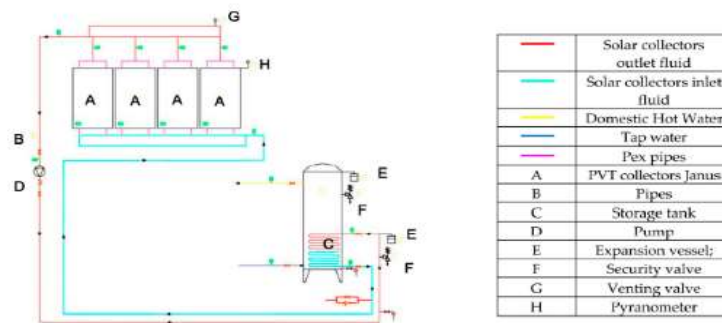 G
H
A A A A
B
D
E
F
C
E
F
Solar collectors
outlet fluid
Solar collectors inlet
fluid
Domestic Hot Water
Tap water
Pex pipes
A PVT collectors Janus
B Pipes
C Storage tank
D Pump
E Expansion vessel;
F Security valve
G Venting valve
H Pyranometer